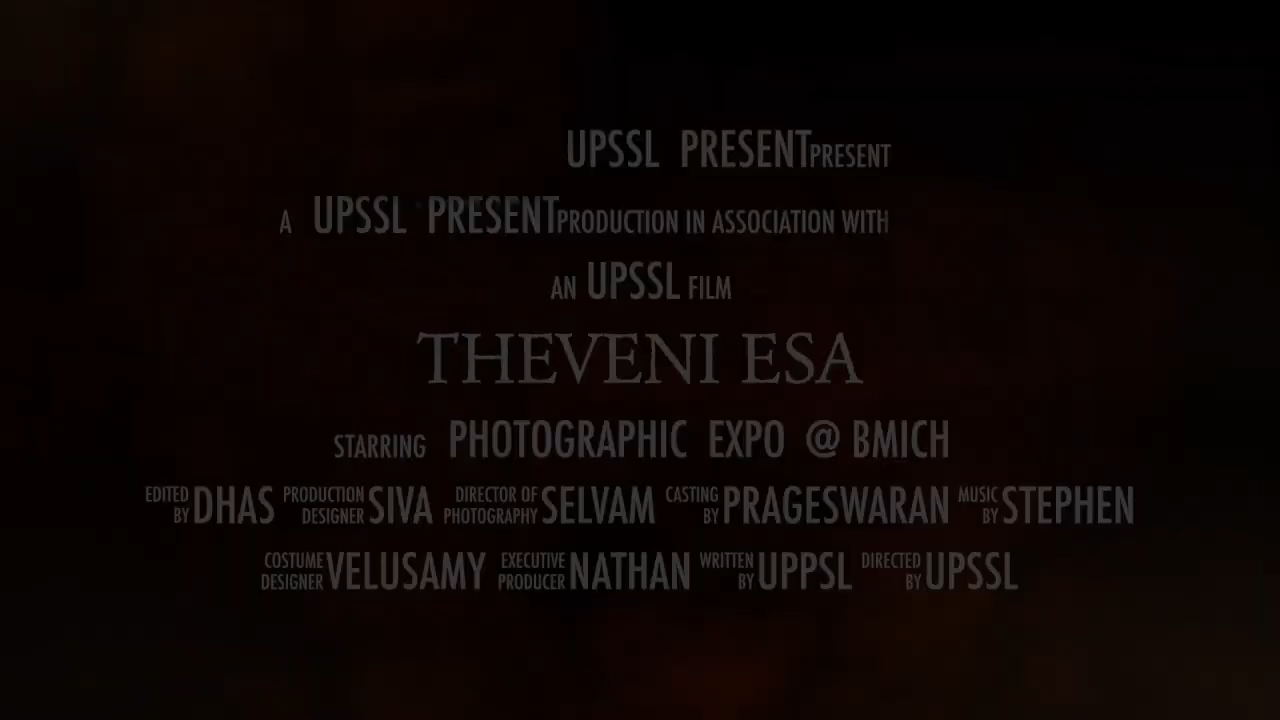 UPSSL PRESENTPRESENT
A UPSSL PRESENTPRODUCTION IN ASSOCIATION WITH
AN UPSSL FILM
THEVENI ESA
STARRING PHOTOGRAPHIC EXPO @ BMICH
EDITED BY DHAS PRODUCTION DESIGNER SIVA DIRECTOR OF PHOTOGRAPHY SELVAM CASTING BY PRAGESWARAN MUSIC BY STEPHEN
COSTUME DESIGNER VELUSAMY EXECUTIVE PRODUCER NATHAN WRITTEN BY UPPSL DIRECTED BY UPSSL